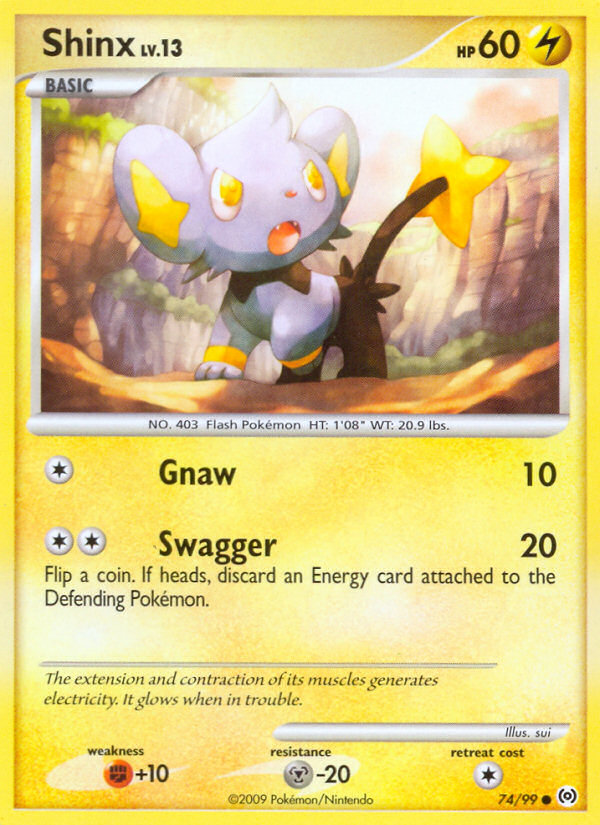 Shinx LV.13
HP 60
BASIC
NO. 403 Flash Pokémon HT: 1'08" WT: 20.9 lbs.
Gnaw 10
Swagger 20
Flip a coin. If heads, discard an Energy card attached to the
Defending Pokémon.
The extension and contraction of its muscles generates
electricity. It glows when in trouble.
Illus. sui
weakness resistance retreat cost
+10 -20
©2009 Pokémon/Nintendo 74/99